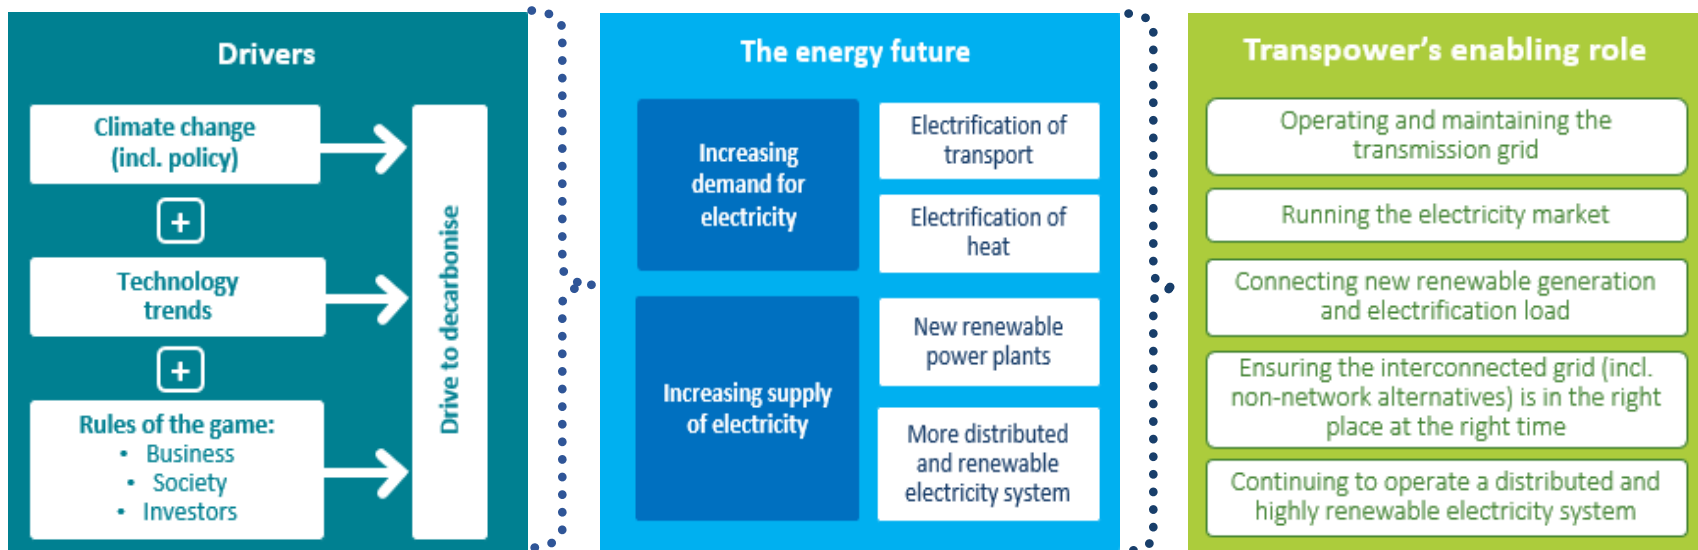 Drivers
Climate change
(incl. policy)
+
Technology
trends
+
Rules of the game:
• Business
• Society
• Investors
Drive to decarbonise
The energy future
Increasing
demand for
electricity
Electrification of
transport
Electrification of
heat
Increasing supply
of electricity
New renewable
power plants
More distributed
and renewable
electricity system
Transpower's enabling role
Operating and maintaining the
transmission grid
Running the electricity market
Connecting new renewable generation
and electrification load
Ensuring the interconnected grid (incl.
non-network alternatives) is in the right
place at the right time
Continuing to operate a distributed and
highly renewable electricity system